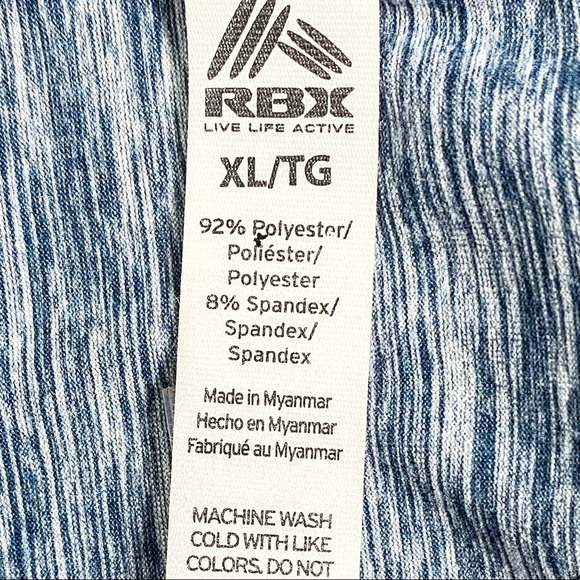 RBX
LIVE LIFE ACTIVE
XL/TG
92% Polyester/
Poliéster/
Polyester
8% Spandex/
Spandex/
Spandex
Made in Myanmar
Hecho en Myanmar
Fabriqué au Myanmar
MACHINE WASH
COLD WITH LIKE
COLORS. DO NOT